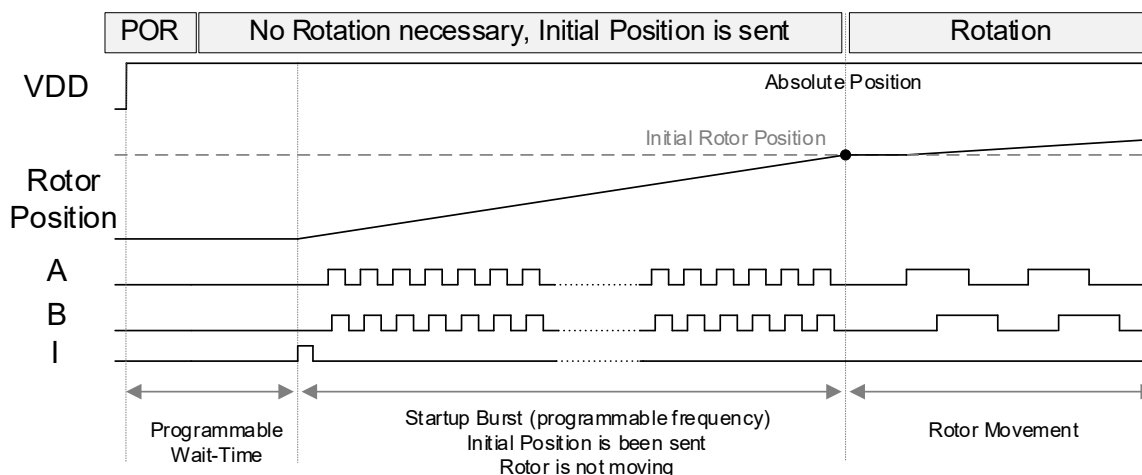 POR
No Rotation necessary, Initial Position is sent
Rotation
VDD
Absolute Position
Initial Rotor Position
Rotor
Position
A
B
I
Programmable
Wait-Time
Startup Burst (programmable frequency)
Initial Position is been sent
Rotor is not moving
Rotor Movement